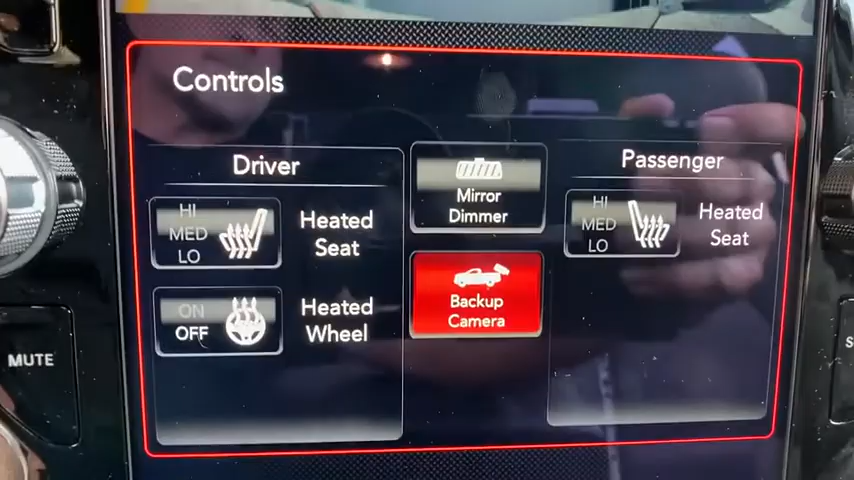 Controls
Driver
HI
MED
LO
Heated
Seat
ON
OFF
Heated
Wheel
Mirror
Dimmer
Backup
Camera
Passenger
HI
MED
LO
Heated
Seat
MUTE